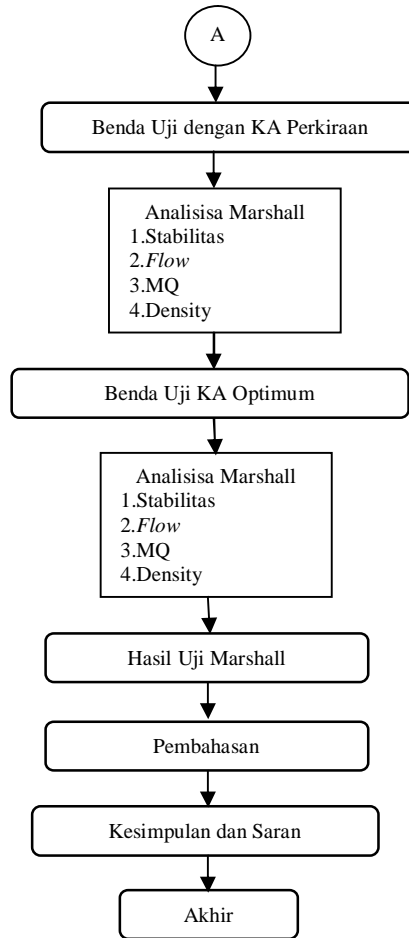 A
Benda Uji dengan KA Perkiraan
Analisisa Marshall
1.Stabilitas
2.Flow
3.MQ
4.Density
Benda Uji KA Optimum
Analisisa Marshall
1.Stabilitas
2.Flow
3.MQ
4.Density
Hasil Uji Marshall
Pembahasan
Kesimpulan dan Saran
Akhir